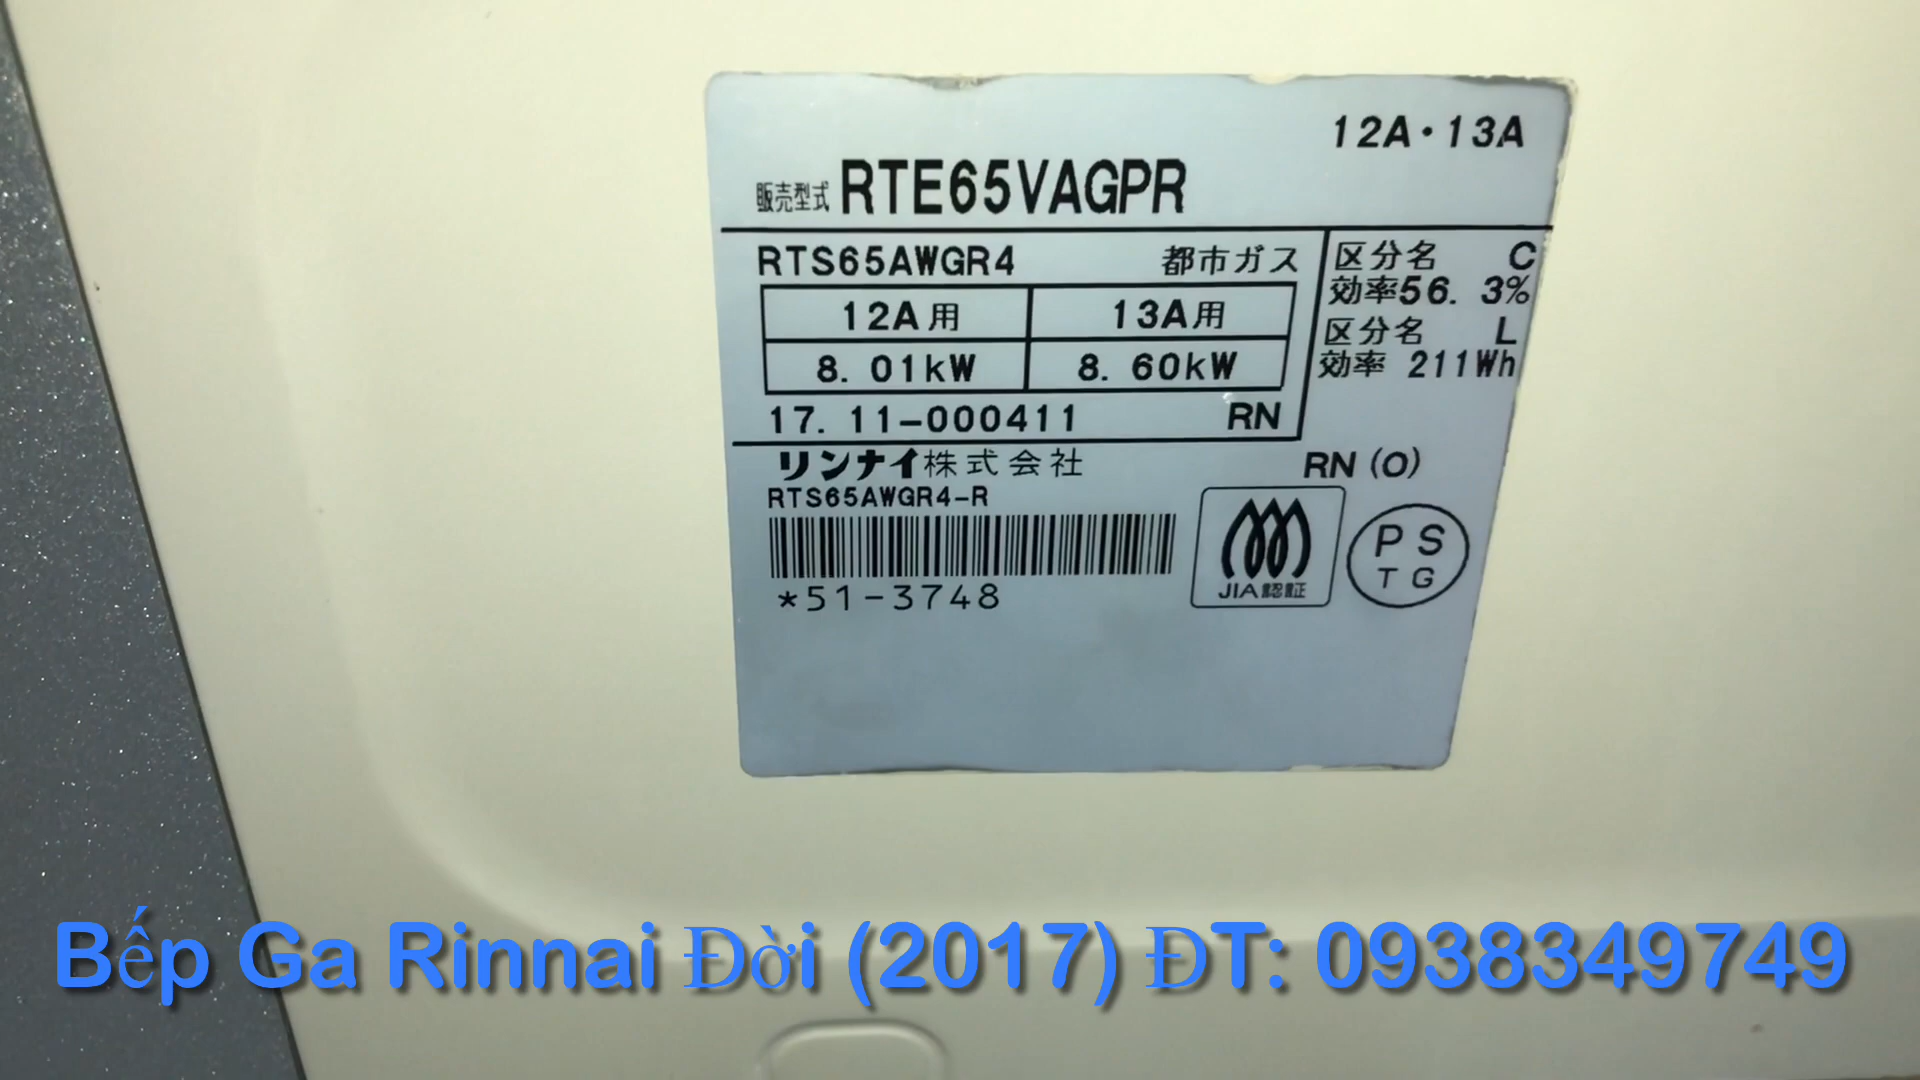 12A・13A
販売型式 RTE65VAGPR
RTS65AWGR4 都市ガス
12A用 13A用
8. 01kW 8. 60kW
17. 11-000411 RN
区分名 C
効率56. 3%
区分名 L
効率 211Wh
リンナイ株式会社
RN (O)
RTS65AWGR4-R
*51-3748
JIA認証
PS
TG
Bếp Ga Rinnai Đời (2017) ĐT: 0938349749